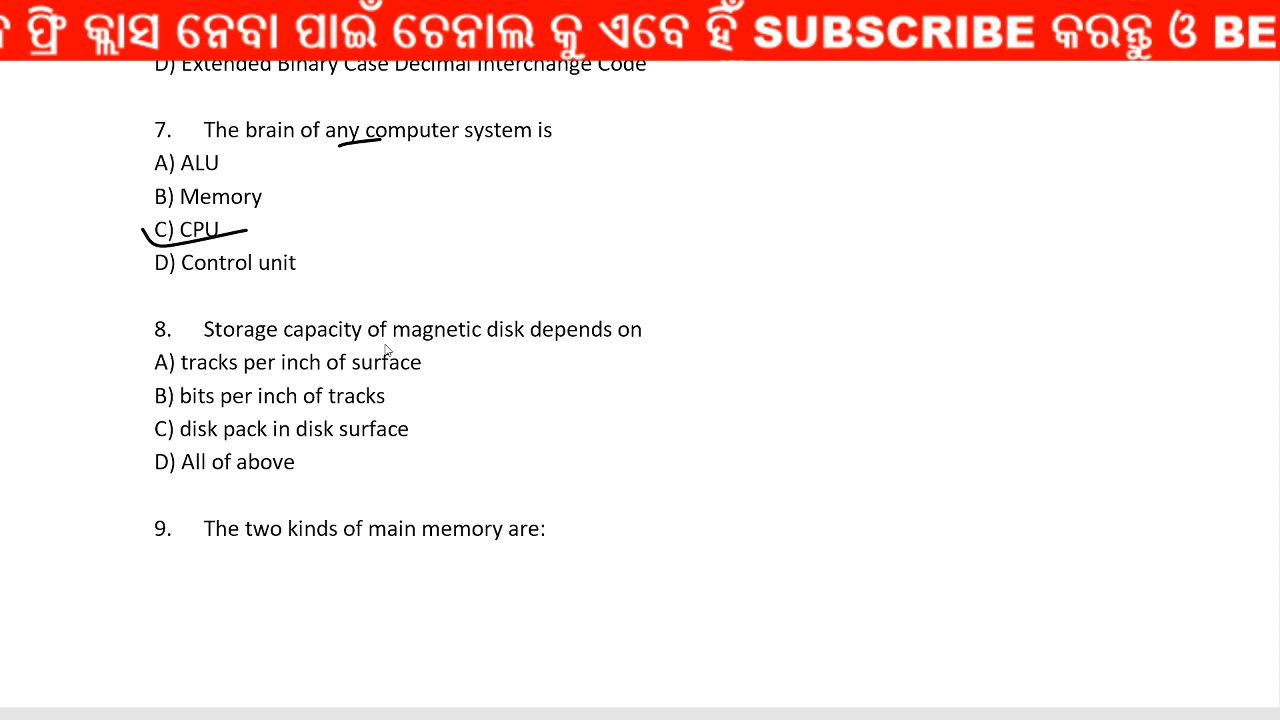 ଫ୍ରି କ୍ଲାସ ନେବା ପାଇଁ ଚେନାଲ କୁ ଏବେ ହିଁ SUBSCRIBE କରନ୍ତୁ ଓ BE
D) Extended Binary Case Decimal Interchange Code
7. The brain of any computer system is
A) ALU
B) Memory
C) CPU
D) Control unit
8. Storage capacity of magnetic disk depends on
A) tracks per inch of surface
B) bits per inch of tracks
C) disk pack in disk surface
D) All of above
9. The two kinds of main memory are: